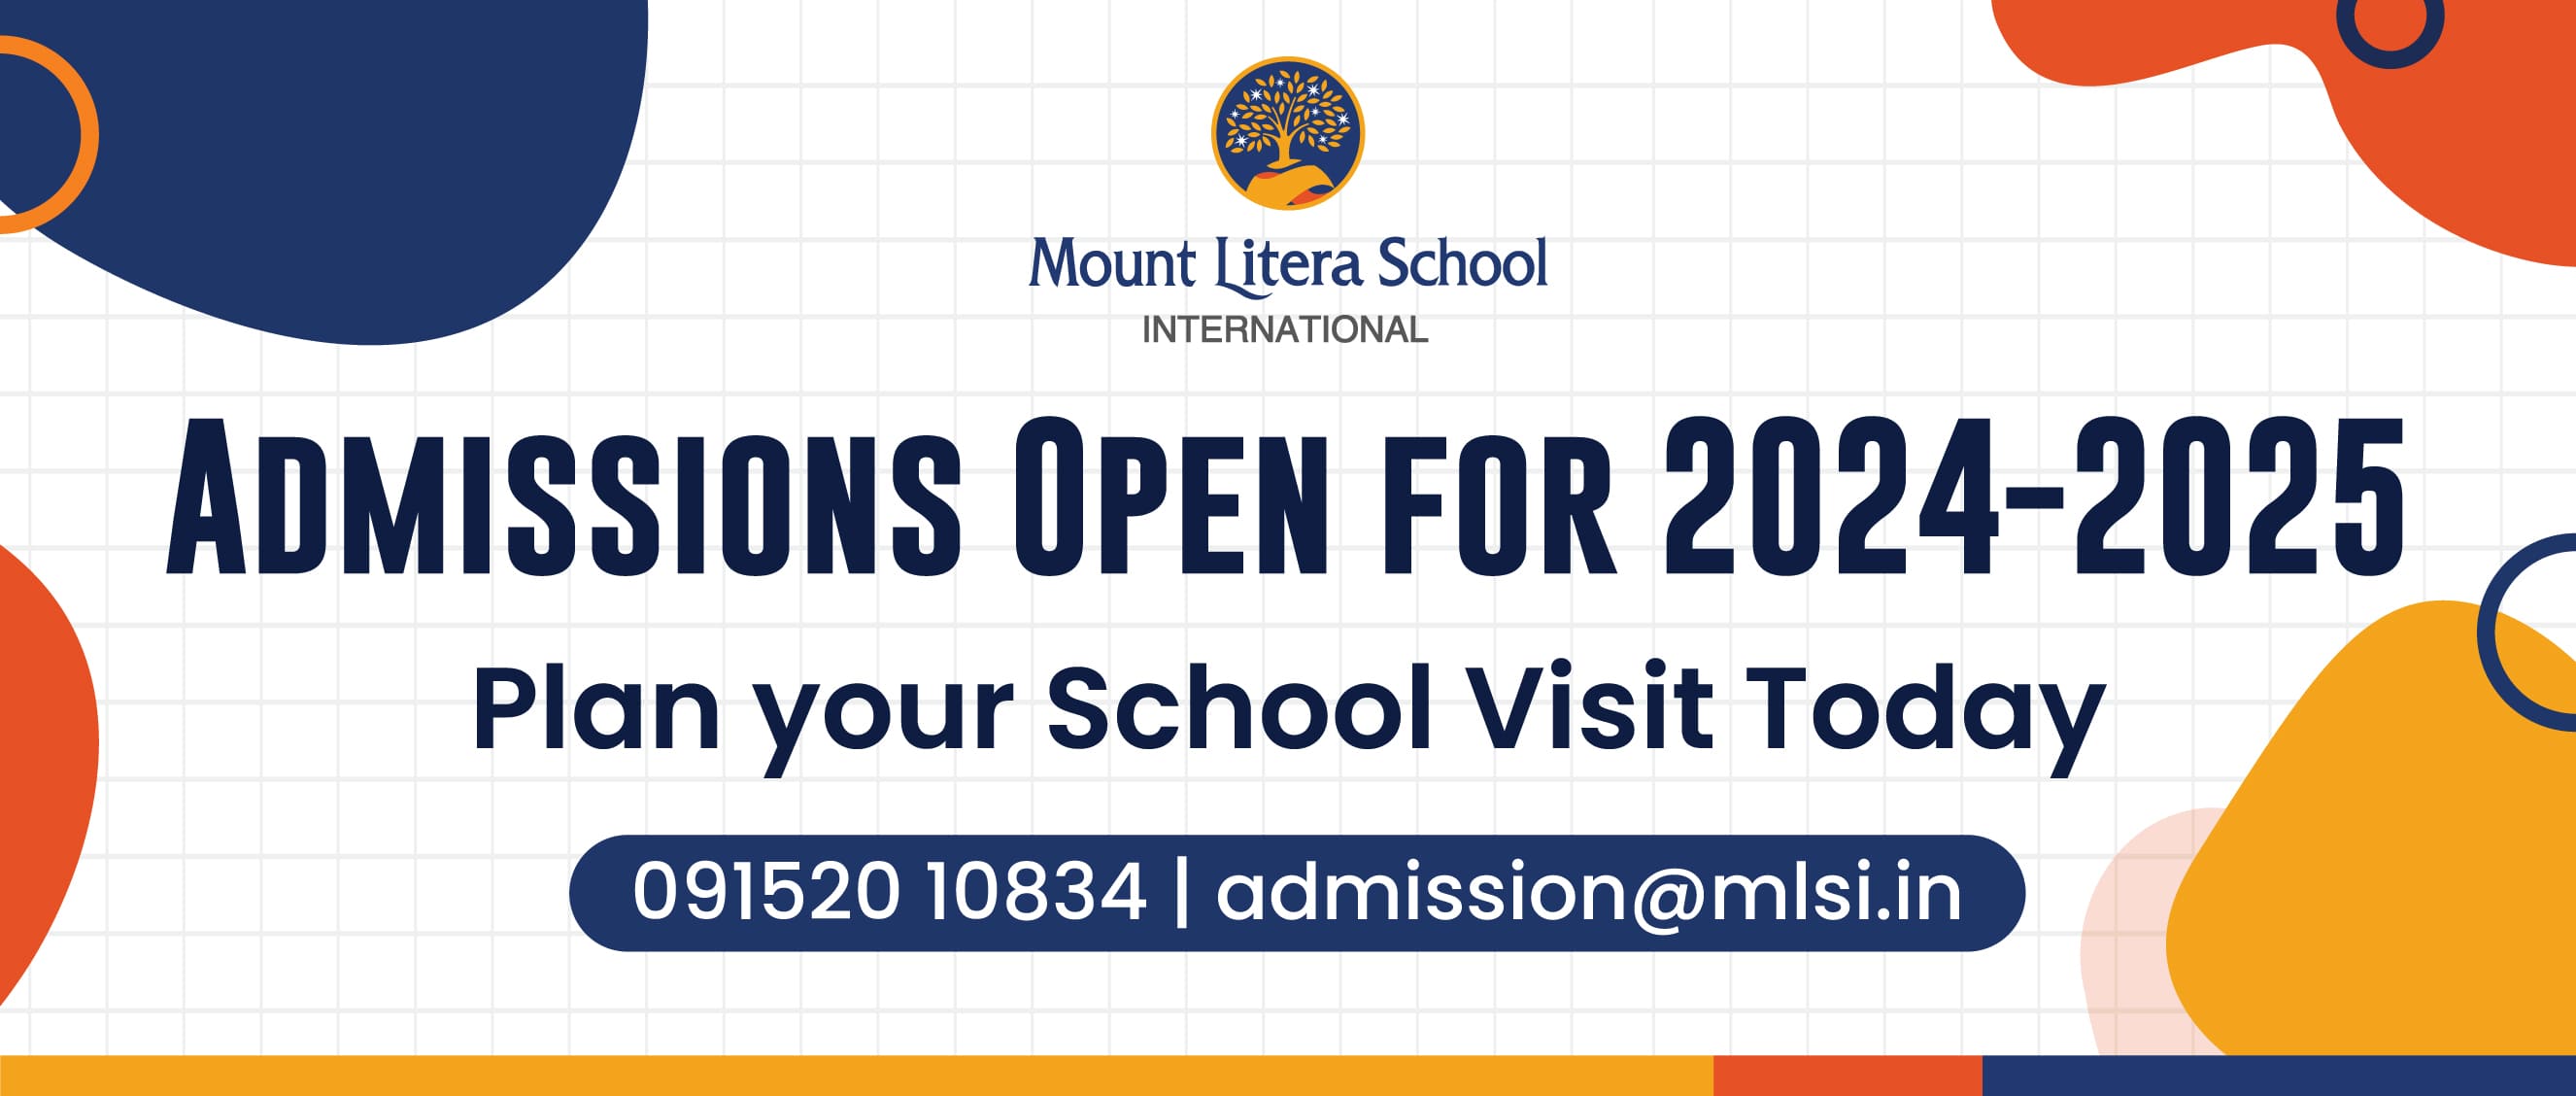 Mount Litera School
INTERNATIONAL
ADMISSIONS OPEN FOR 2024-2025
Plan your School Visit Today
091520 10834 | admission@mlsi.in